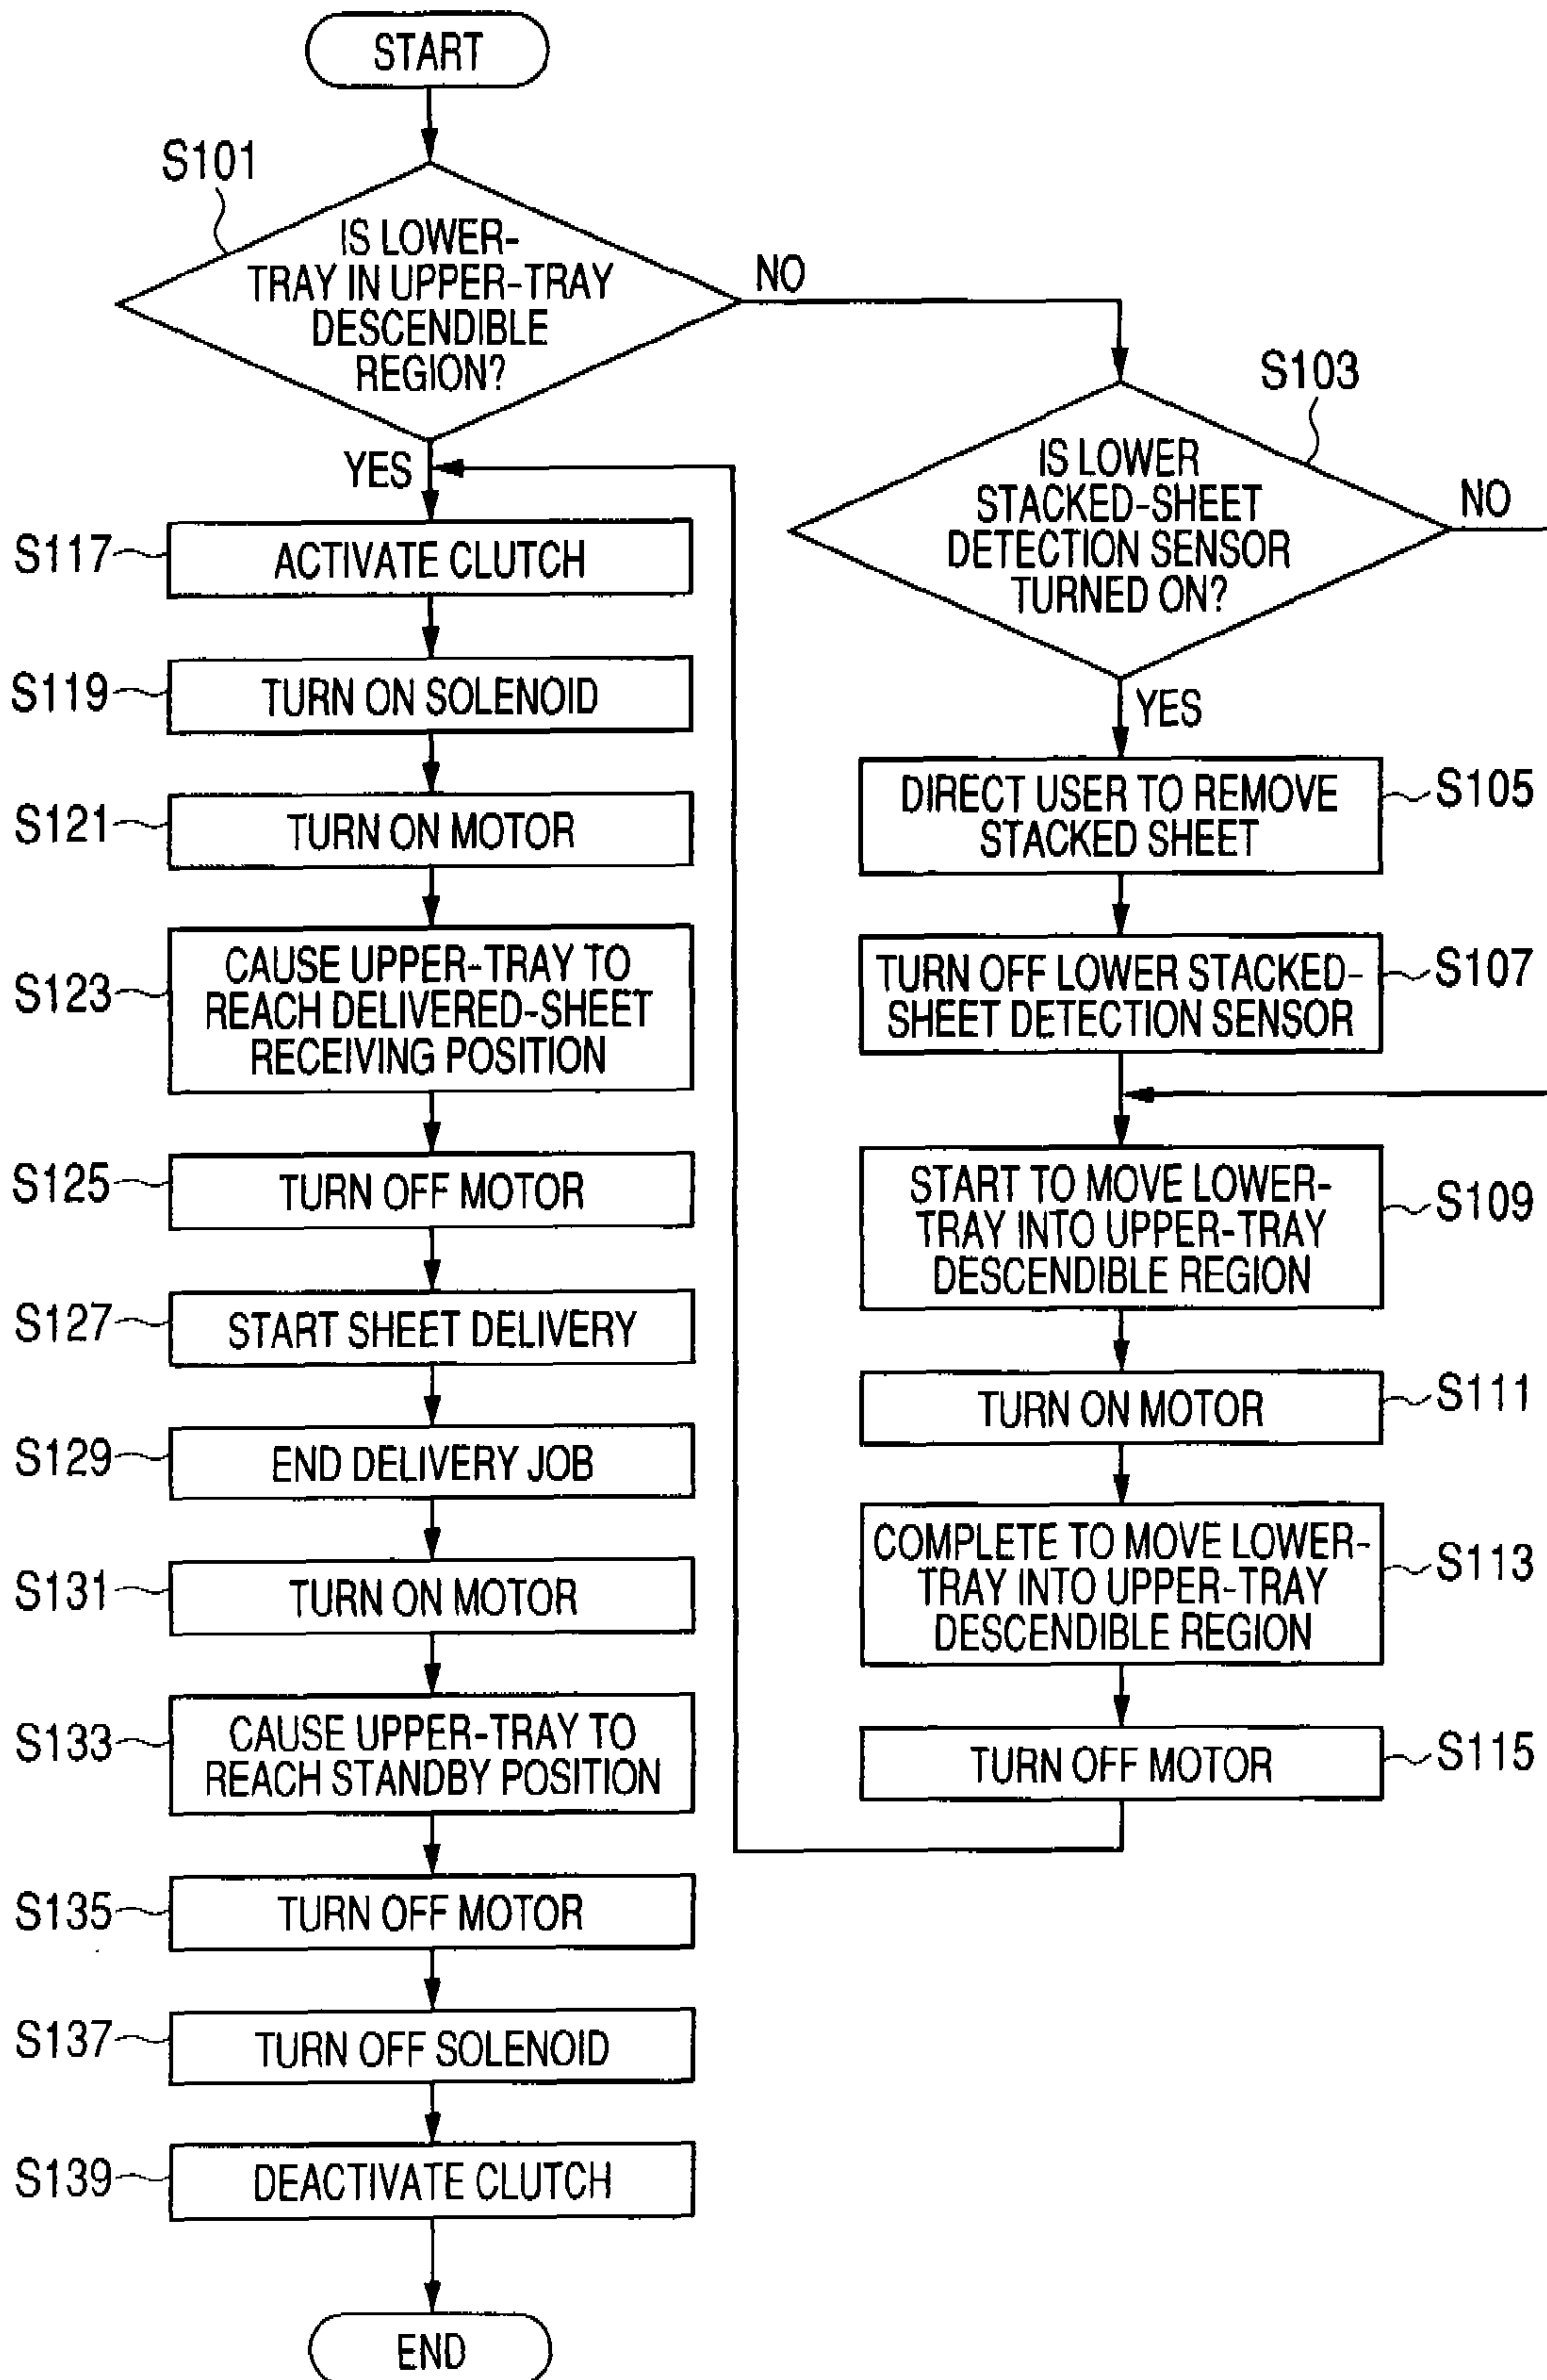 START
S101
IS LOWER-
TRAY IN UPPER-TRAY
DESCENDIBLE
REGION?
NO
YES
S103
IS LOWER
STACKED-SHEET
DETECTION SENSOR
TURNED ON?
NO
YES
S105
DIRECT USER TO REMOVE
STACKED SHEET
S107
TURN OFF LOWER STACKED-
SHEET DETECTION SENSOR
S109
START TO MOVE LOWER-
TRAY INTO UPPER-TRAY
DESCENDIBLE REGION
S111
TURN ON MOTOR
S113
COMPLETE TO MOVE LOWER-
TRAY INTO UPPER-TRAY
DESCENDIBLE REGION
S115
TURN OFF MOTOR
S117
ACTIVATE CLUTCH
S119
TURN ON SOLENOID
S121
TURN ON MOTOR
S123
CAUSE UPPER-TRAY TO
REACH DELIVERED-SHEET
RECEIVING POSITION
S125
TURN OFF MOTOR
S127
START SHEET DELIVERY
S129
END DELIVERY JOB
S131
TURN ON MOTOR
S133
CAUSE UPPER-TRAY TO
REACH STANDBY POSITION
S135
TURN OFF MOTOR
S137
TURN OFF SOLENOID
S139
DEACTIVATE CLUTCH
END